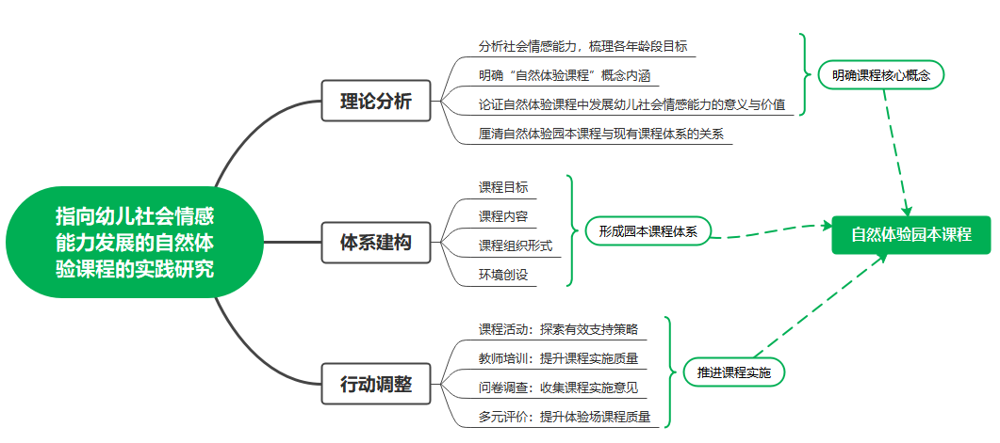 指向幼儿社会情感
能力发展的自然体
验课程的实践研究
理论分析
分析社会情感能力，梳理各年龄段目标
明确“自然体验课程”概念内涵
论证自然体验课程中发展幼儿社会情感能力的意义与价值
厘清自然体验园本课程与现有课程体系的关系
明确课程核心概念
体系建构
课程目标
课程内容
课程组织形式
环境创设
形成园本课程体系
自然体验园本课程
行动调整
课程活动：探索有效支持策略
教师培训：提升课程实施质量
问卷调查：收集课程实施意见
多元评价：提升体验场课程质量
推进课程实施